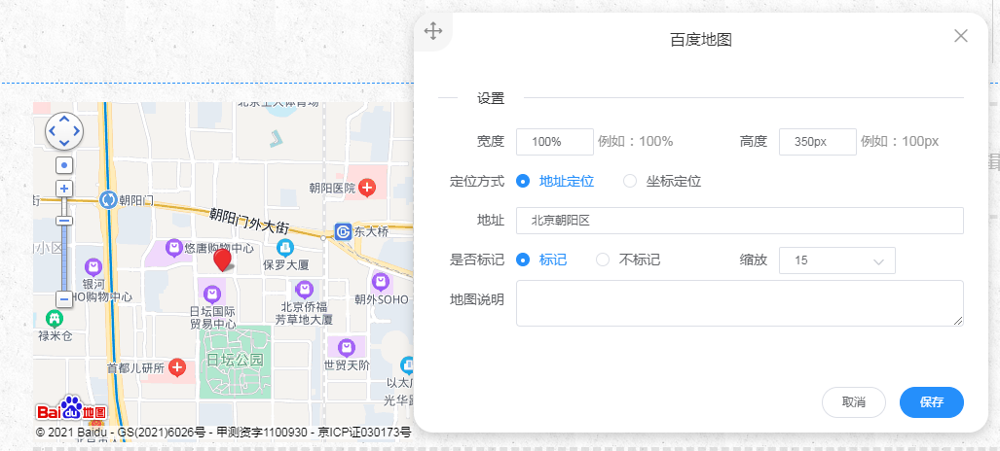 百度地图
设置
宽度 100% 例如：100%
高度 350px 例如：100px
定位方式 地址定位 坐标定位
地址 北京朝阳区
是否标记 标记 不标记
缩放 15
地图说明
取消 保存
朝阳医院
朝阳门
朝阳门外大街
东大桥
悠唐购物中心
保罗大厦
银河
SOHO购物中心
日坛国际
贸易中心
北京侨福
芳草地大厦
朝外SOHO
禄米仓
日坛公园
世贸天阶
首都儿研所
光华路
Baidu地图
© 2021 Baidu - GS(2021)6026号 - 甲测资字1100930 - 京ICP证030173号